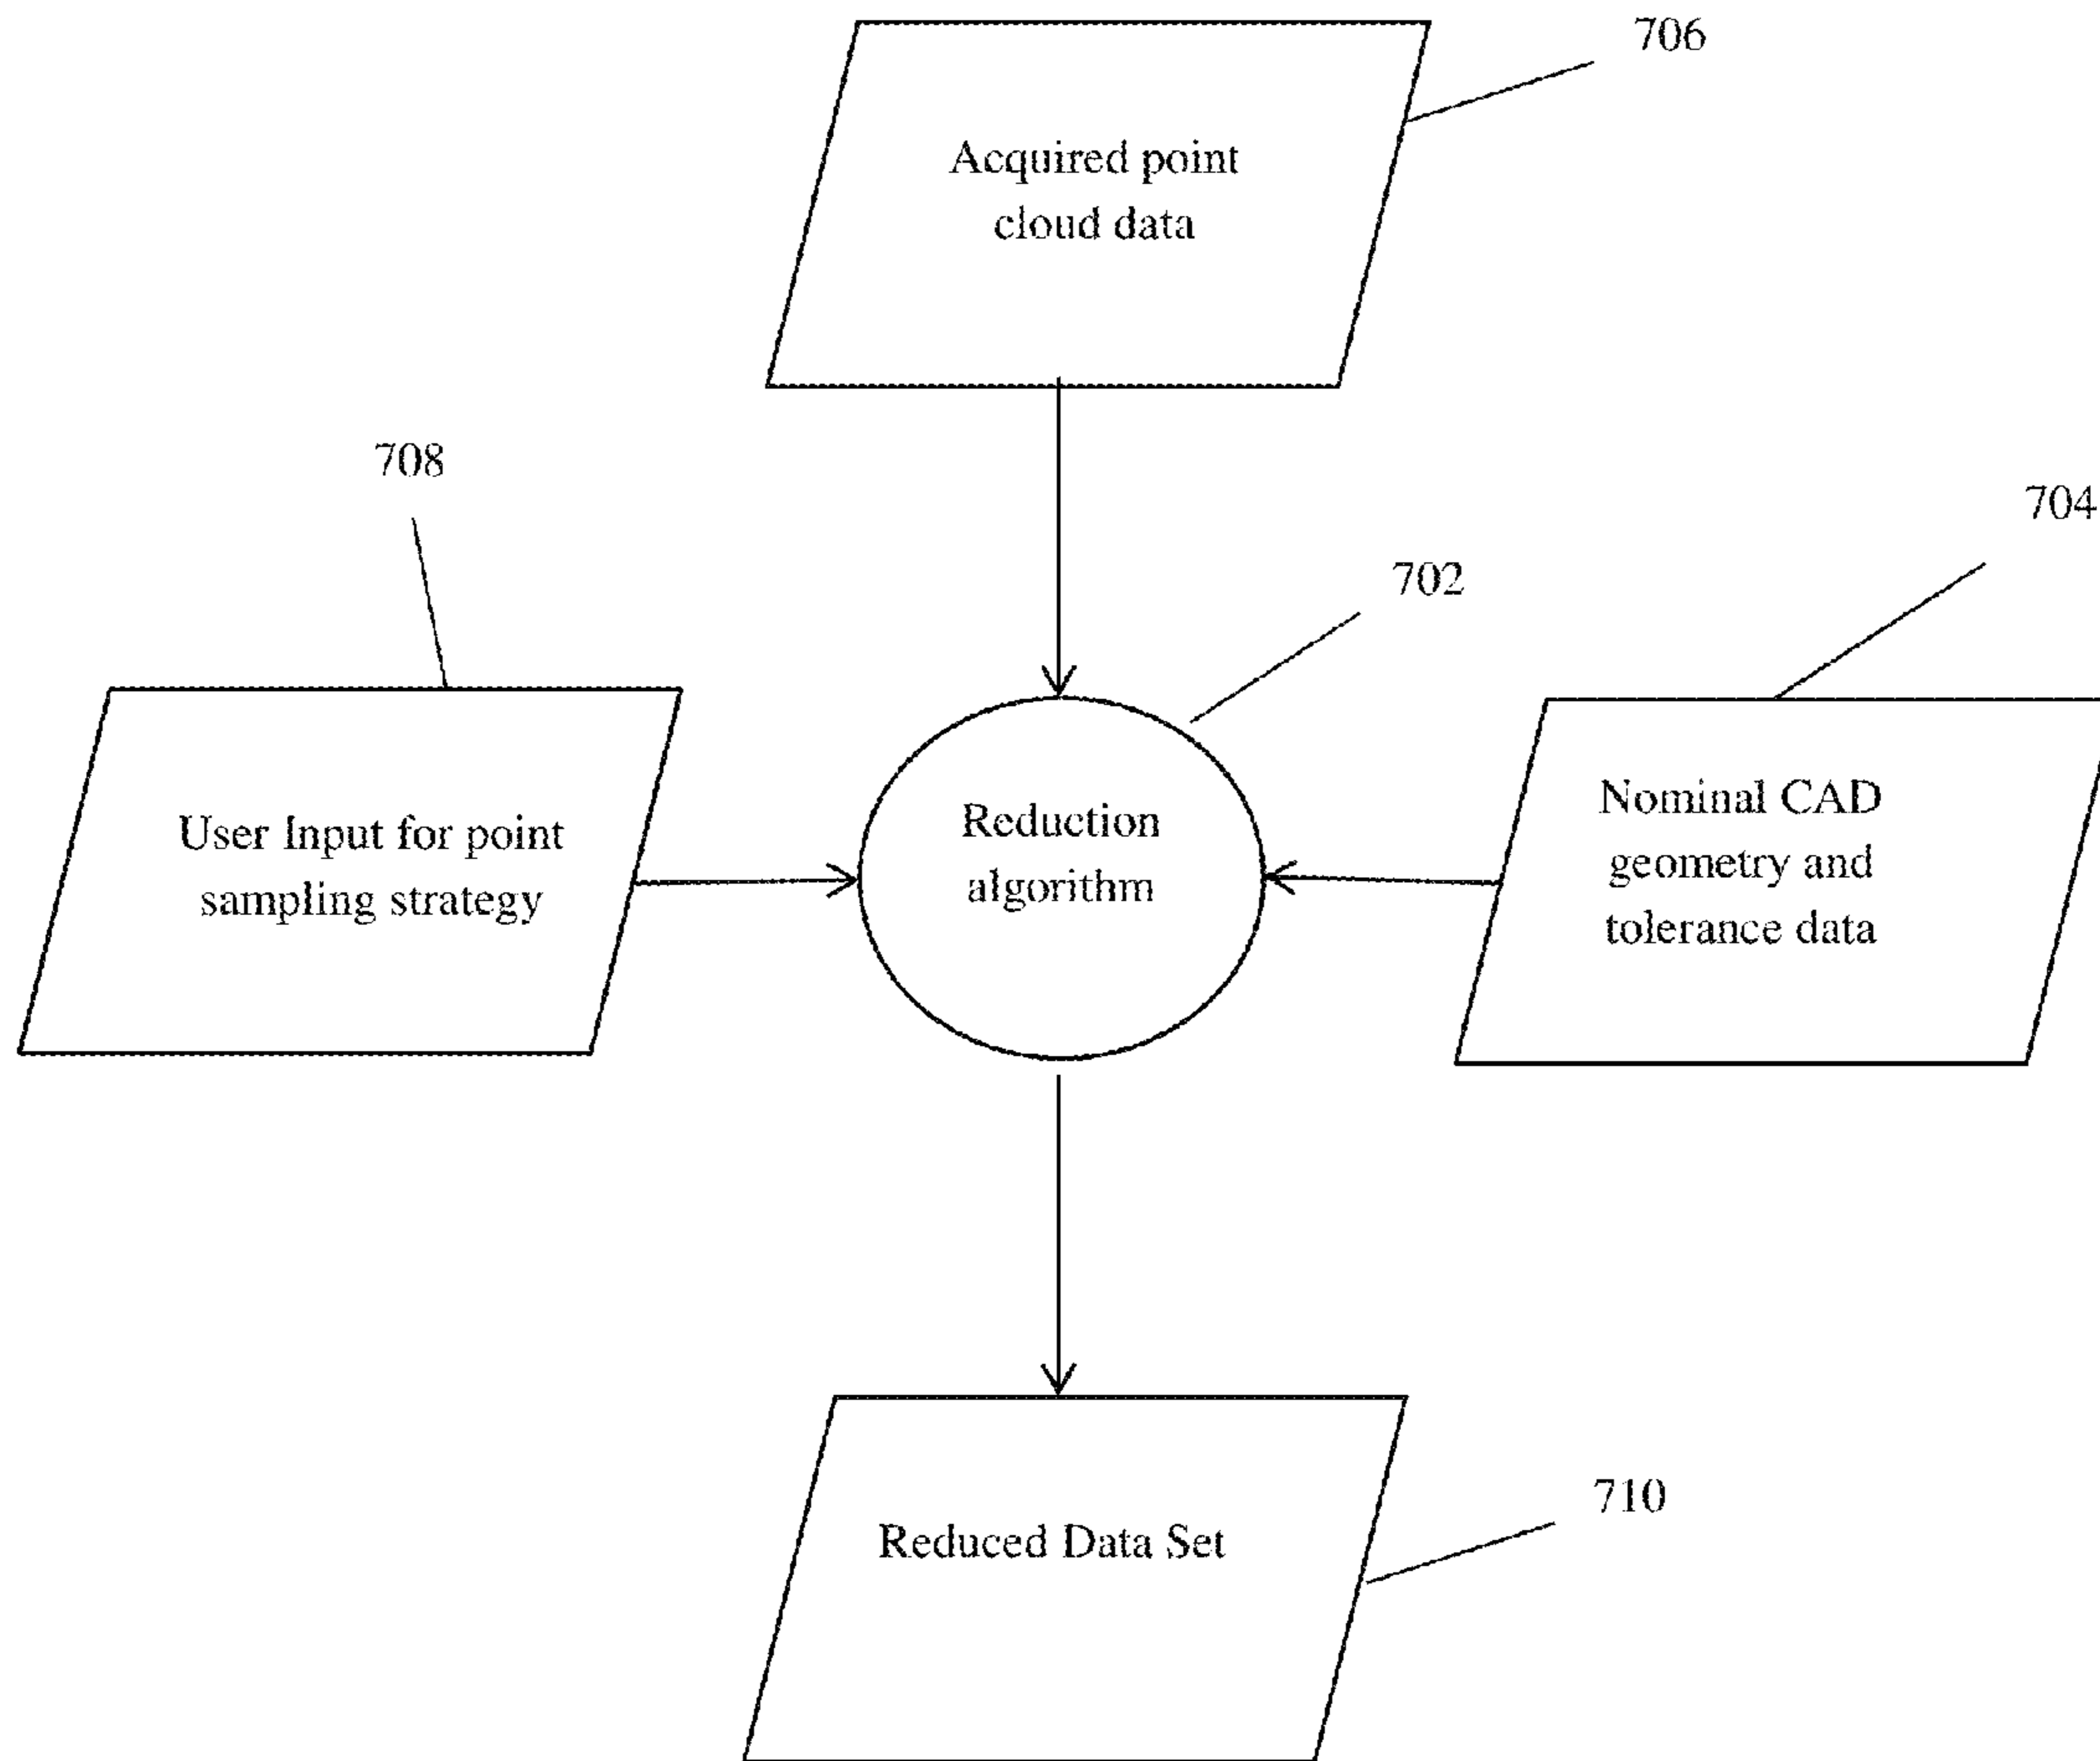 706
Acquired point
cloud data
708
704
702
User Input for point
sampling strategy
Reduction
algorithm
Nominal CAD
geometry and
tolerance data
710
Reduced Data Set